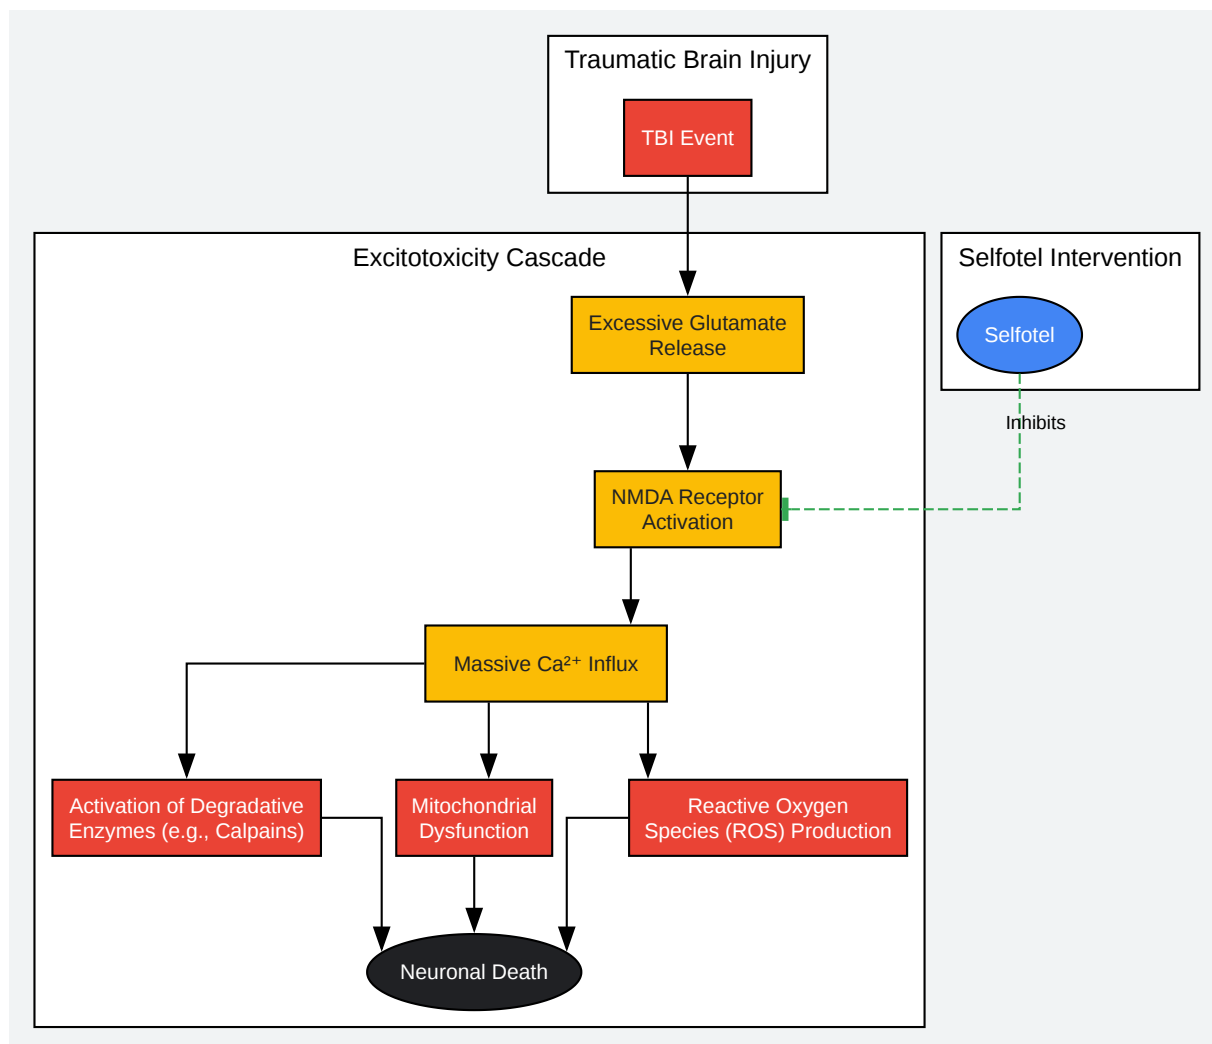 Traumatic Brain Injury
TBI Event
Excitotoxicity Cascade
Selfotel Intervention
Excessive Glutamate
Release
Selfotel
Inhibits
NMDA Receptor
Activation
Massive Ca²⁺ Influx
Activation of Degradative
Enzymes (e.g., Calpains)
Mitochondrial
Dysfunction
Reactive Oxygen
Species (ROS) Production
Neuronal Death